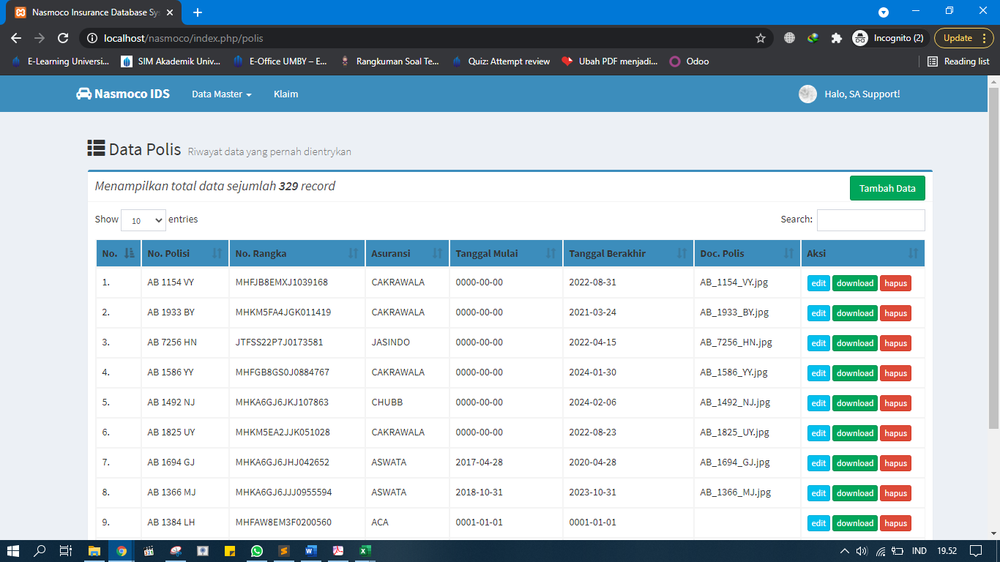 Nasmoco Insurance Database Sy
localhost/nasmoco/index.php/polis
Incognito (2)
Update
E-Learning Universi...
SIM Akademik Univ...
E-Office UMBY – E...
Rangkuman Soal Te...
Quiz: Attempt review
Ubah PDF menjadi...
Odoo
Reading list
Nasmoco IDS
Data Master
Klaim
Halo, SA Support!
Data Polis Riwayat data yang pernah dientrykan
Menampilkan total data sejumlah 329 record
Tambah Data
Show 10 entries
Search:
No. No. Polisi No. Rangka Asuransi Tanggal Mulai Tanggal Berakhir Doc. Polis Aksi
1. AB 1154 VY MHFJB8EMXJ1039168 CAKRAWALA 0000-00-00 2022-08-31 AB_1154_VY.jpg edit download hapus
2. AB 1933 BY MHKM5FA4JGK011419 CAKRAWALA 0000-00-00 2021-03-24 AB_1933_BY.jpg edit download hapus
3. AB 7256 HN JTFSS22P7J0173581 JASINDO 0000-00-00 2022-04-15 AB_7256_HN.jpg edit download hapus
4. AB 1586 YY MHFGB8GS0J0884767 CAKRAWALA 0000-00-00 2024-01-30 AB_1586_YY.jpg edit download hapus
5. AB 1492 NJ MHKA6GJ6JKJ107863 CHUBB 0000-00-00 2024-02-06 AB_1492_NJ.jpg edit download hapus
6. AB 1825 UY MHKM5EA2JJK051028 CAKRAWALA 0000-00-00 2022-08-23 AB_1825_UY.jpg edit download hapus
7. AB 1694 GJ MHKA6GJ6JHJ042652 ASWATA 2017-04-28 2020-04-28 AB_1694_GJ.jpg edit download hapus
8. AB 1366 MJ MHKA6GJ6JJJ0955594 ASWATA 2018-10-31 2023-10-31 AB_1366_MJ.jpg edit download hapus
9. AB 1384 LH MHFAW8EM3F0200560 ACA 0001-01-01 0001-01-01 edit download hapus
IND 19.52